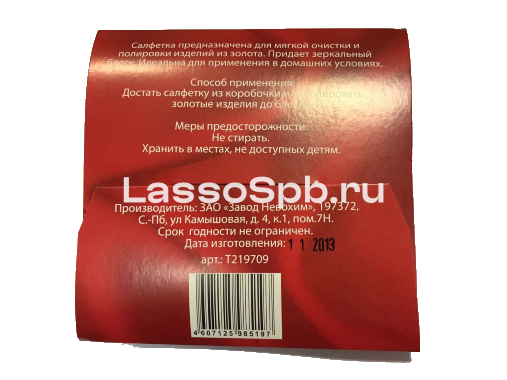 Салфетка предназначена для мягкой очистки и
полировки изделий из золота. Придает зеркальный
блеск. Идеальна для применения в домашних условиях.
Способ применения:
Достать салфетку из коробочки и
золотые изделия до
Меры предосторожности:
Не стирать.
Хранить в местах, не доступных детям.
LassoSpb.ru
Производитель: ЗАО «Завод Невохим», 197372,
С.-Пб, ул Камышовая, д. 4, к.1, пом.7Н.
Срок годности не ограничен.
Дата изготовления: 1 1. 2013
арт.: Т219709
4607125985197